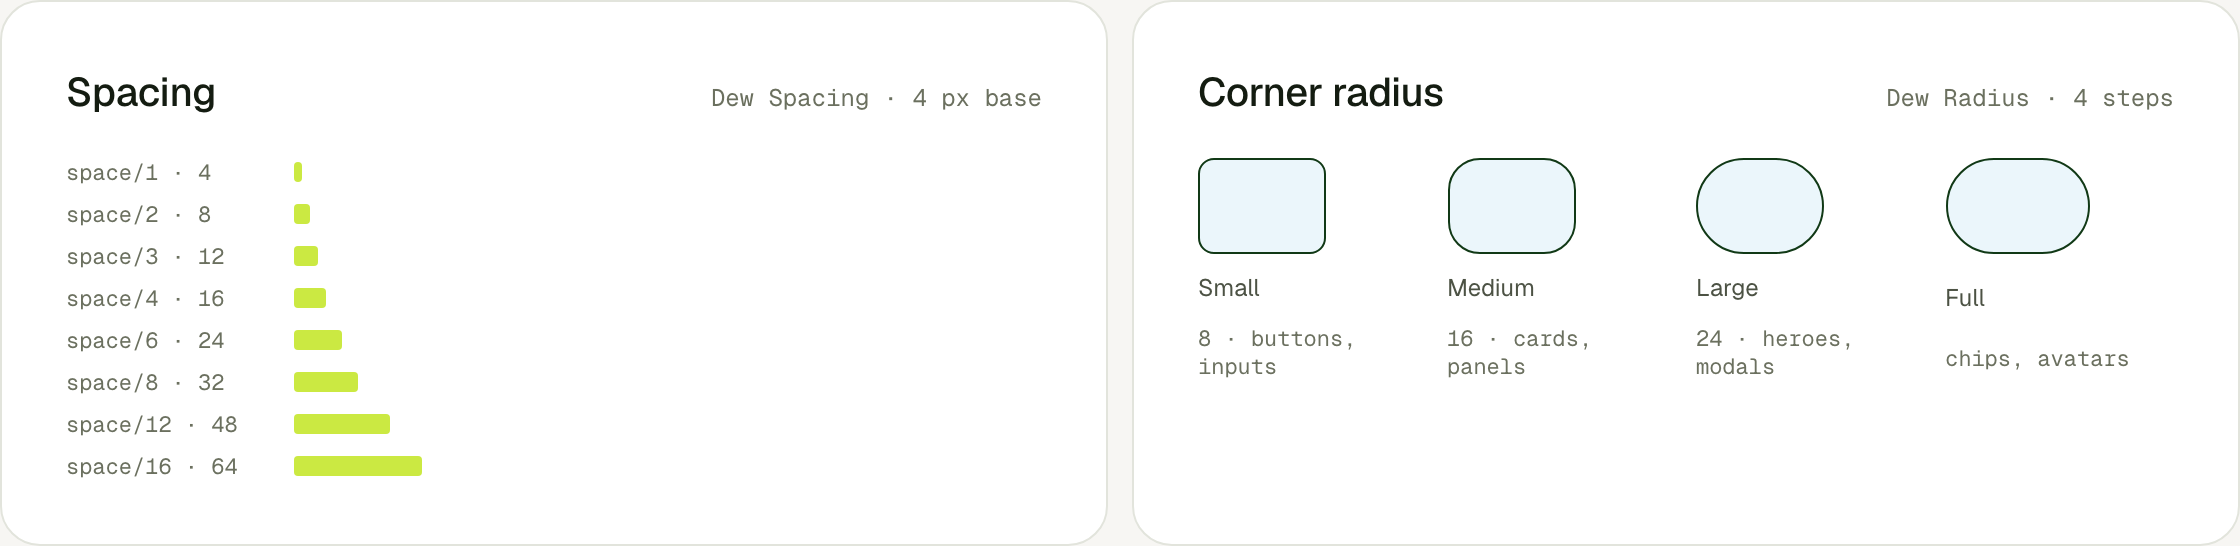 Spacing
Dew Spacing · 4 px base
space/1 · 4
space/2 · 8
space/3 · 12
space/4 · 16
space/6 · 24
space/8 · 32
space/12 · 48
space/16 · 64
Corner radius
Dew Radius · 4 steps
Small
8 · buttons,
inputs
Medium
16 · cards,
panels
Large
24 · heroes,
modals
Full
chips, avatars